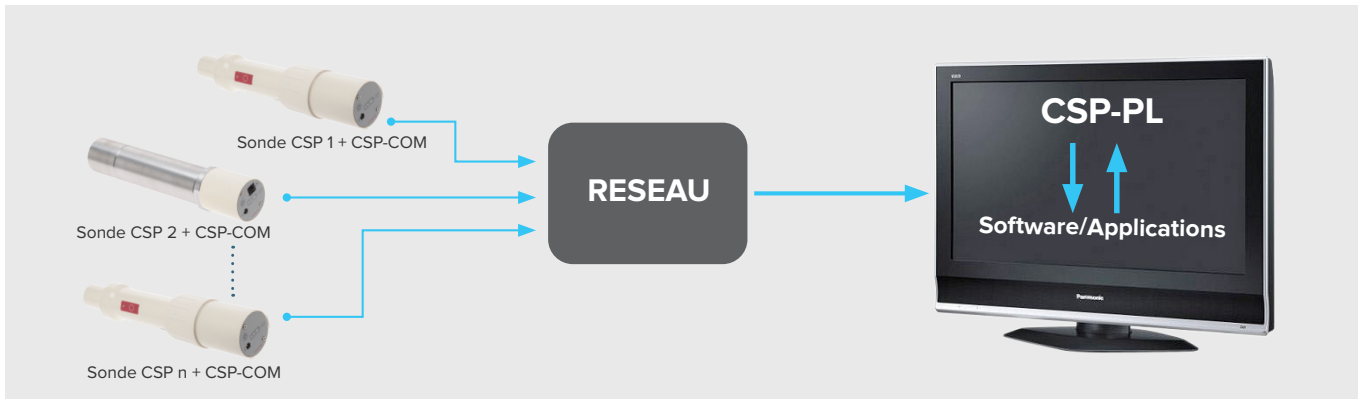 Sonde CSP 1 + CSP-COM
Sonde CSP 2 + CSP-COM
Sonde CSP n + CSP-COM
RESEAU
CSP-PL
Software/Applications
Panasonic